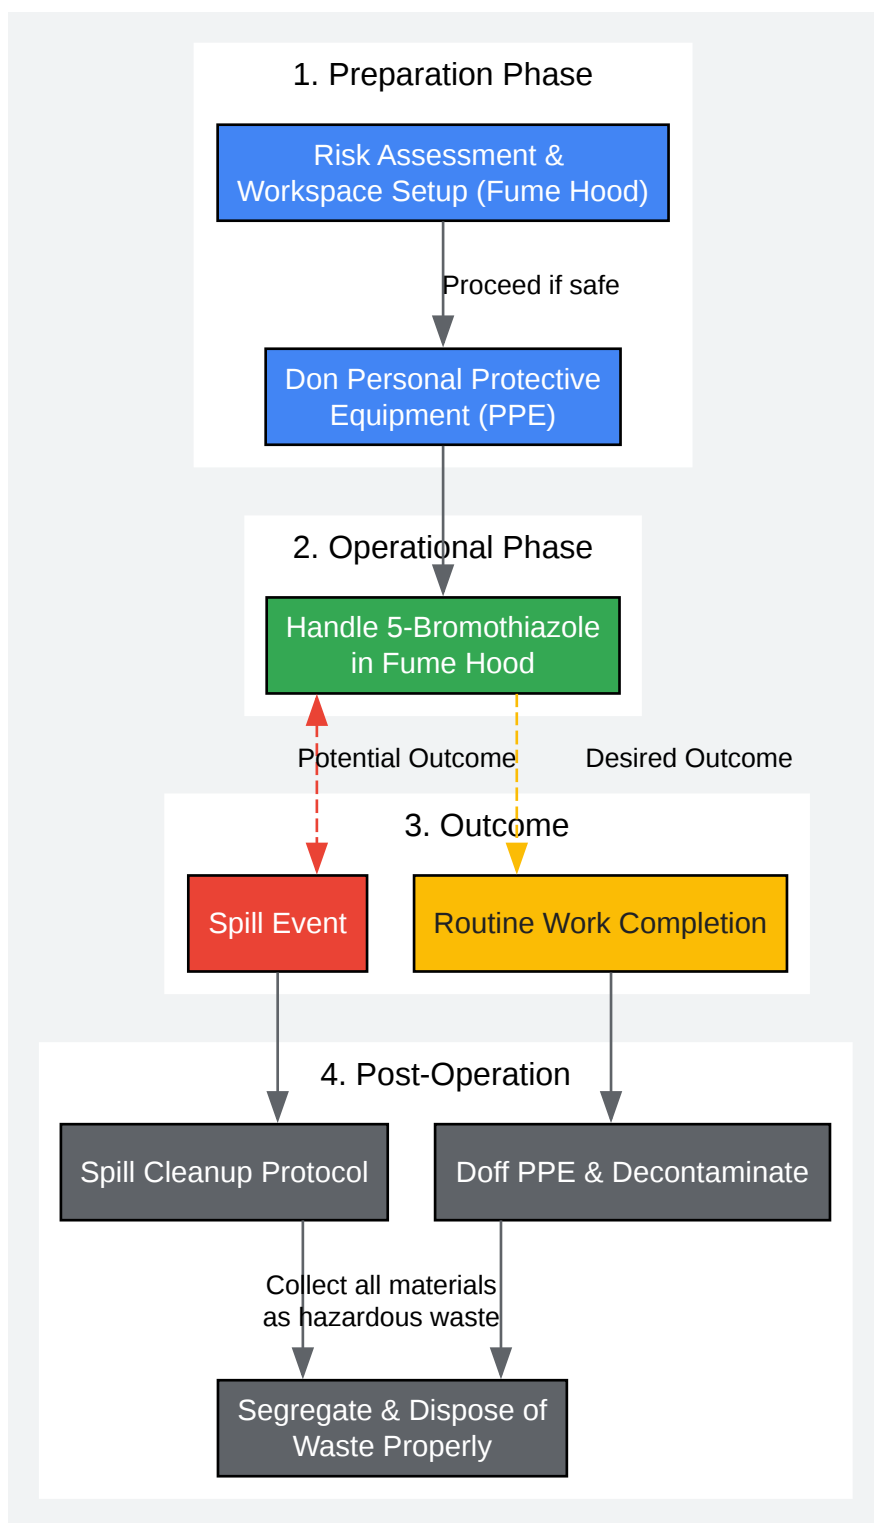 1. Preparation Phase
Risk Assessment &
Workspace Setup (Fume Hood)
Proceed if safe
Don Personal Protective
Equipment (PPE)
2. Operational Phase
Handle 5-Bromothiazole
in Fume Hood
Potential Outcome
Desired Outcome
3. Outcome
Spill Event
Routine Work Completion
4. Post-Operation
Spill Cleanup Protocol
Doff PPE & Decontaminate
Collect all materials
as hazardous waste
Segregate & Dispose of
Waste Properly